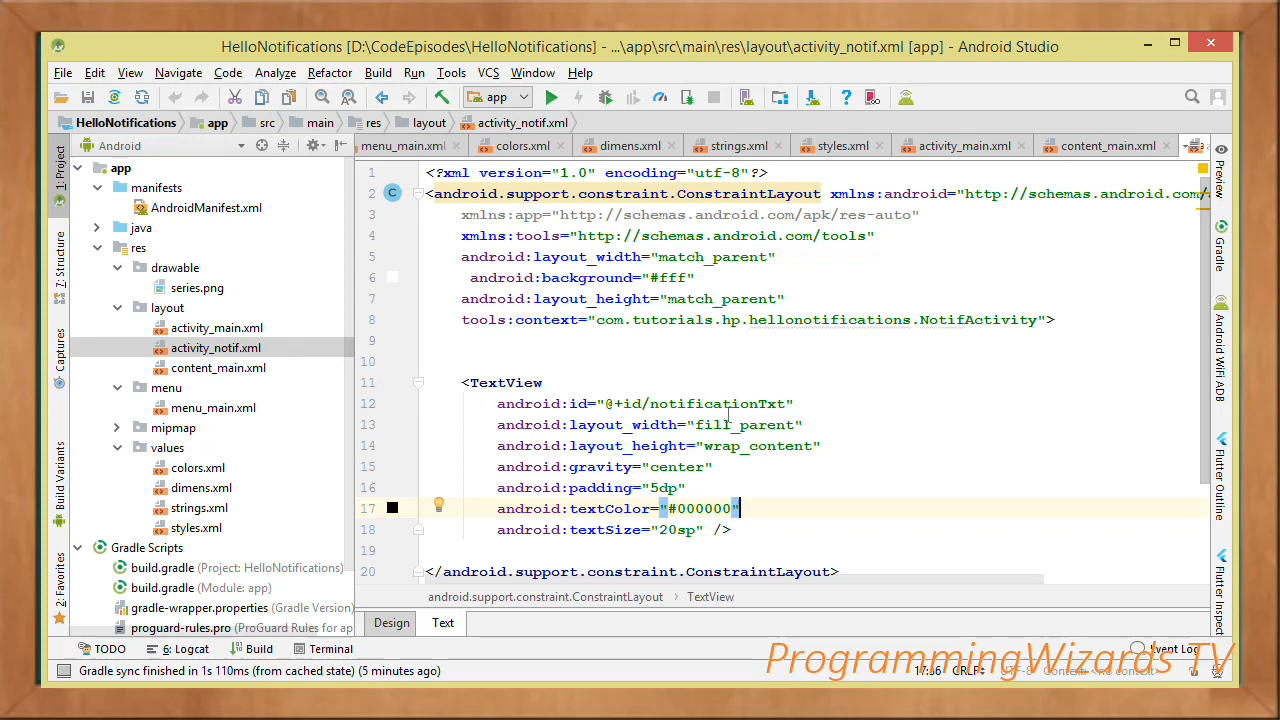 HelloNotifications [D:\CodeEpisodes\HelloNotifications] - ...\app\src\main\res\layout\activity_notif.xml [app] - Android Studio
File Edit View Navigate Code Analyze Refactor Build Run Tools VCS Window Help
app
HelloNotifications app src main res layout activity_notif.xml
1: Project
Android
menu_main.xml colors.xml dimens.xml strings.xml styles.xml activity_main.xml content_main.xml
app
manifests
AndroidManifest.xml
java
res
drawable
series.png
layout
activity_main.xml
activity_notif.xml
content_main.xml
menu
menu_main.xml
mipmap
values
colors.xml
dimens.xml
strings.xml
styles.xml
Gradle Scripts
build.gradle (Project: HelloNotifications)
build.gradle (Module: app)
gradle-wrapper.properties (Gradle Version)
proguard-rules.pro (ProGuard Rules for ap
7: Structure
Captures
Build Variants
2: Favorites
1 <?xml version="1.0" encoding="utf-8"?>
2 <android.support.constraint.ConstraintLayout xmlns:android="http://schemas.android.com/
3 xmlns:app="http://schemas.android.com/apk/res-auto"
4 xmlns:tools="http://schemas.android.com/tools"
5 android:layout_width="match_parent"
6 android:background="#fff"
7 android:layout_height="match_parent"
8 tools:context="com.tutorials.hp.hellonotifications.NotifActivity">
9
10
11 <TextView
12 android:id="@+id/notificationTxt"
13 android:layout_width="fill_parent"
14 android:layout_height="wrap_content"
15 android:gravity="center"
16 android:padding="5dp"
17 android:textColor="#000000"
18 android:textSize="20sp" />
19
20 </android.support.constraint.ConstraintLayout>
android.support.constraint.ConstraintLayout TextView
Design Text
Preview
Gradle
Android WiFi ADB
Flutter Outline
Flutter Inspect
TODO 6: Logcat Build Terminal Event Log
ProgrammingWizards TV
Gradle sync finished in 1s 110ms (from cached state) (5 minutes ago) CRLF UTF-8 Context: <no context>